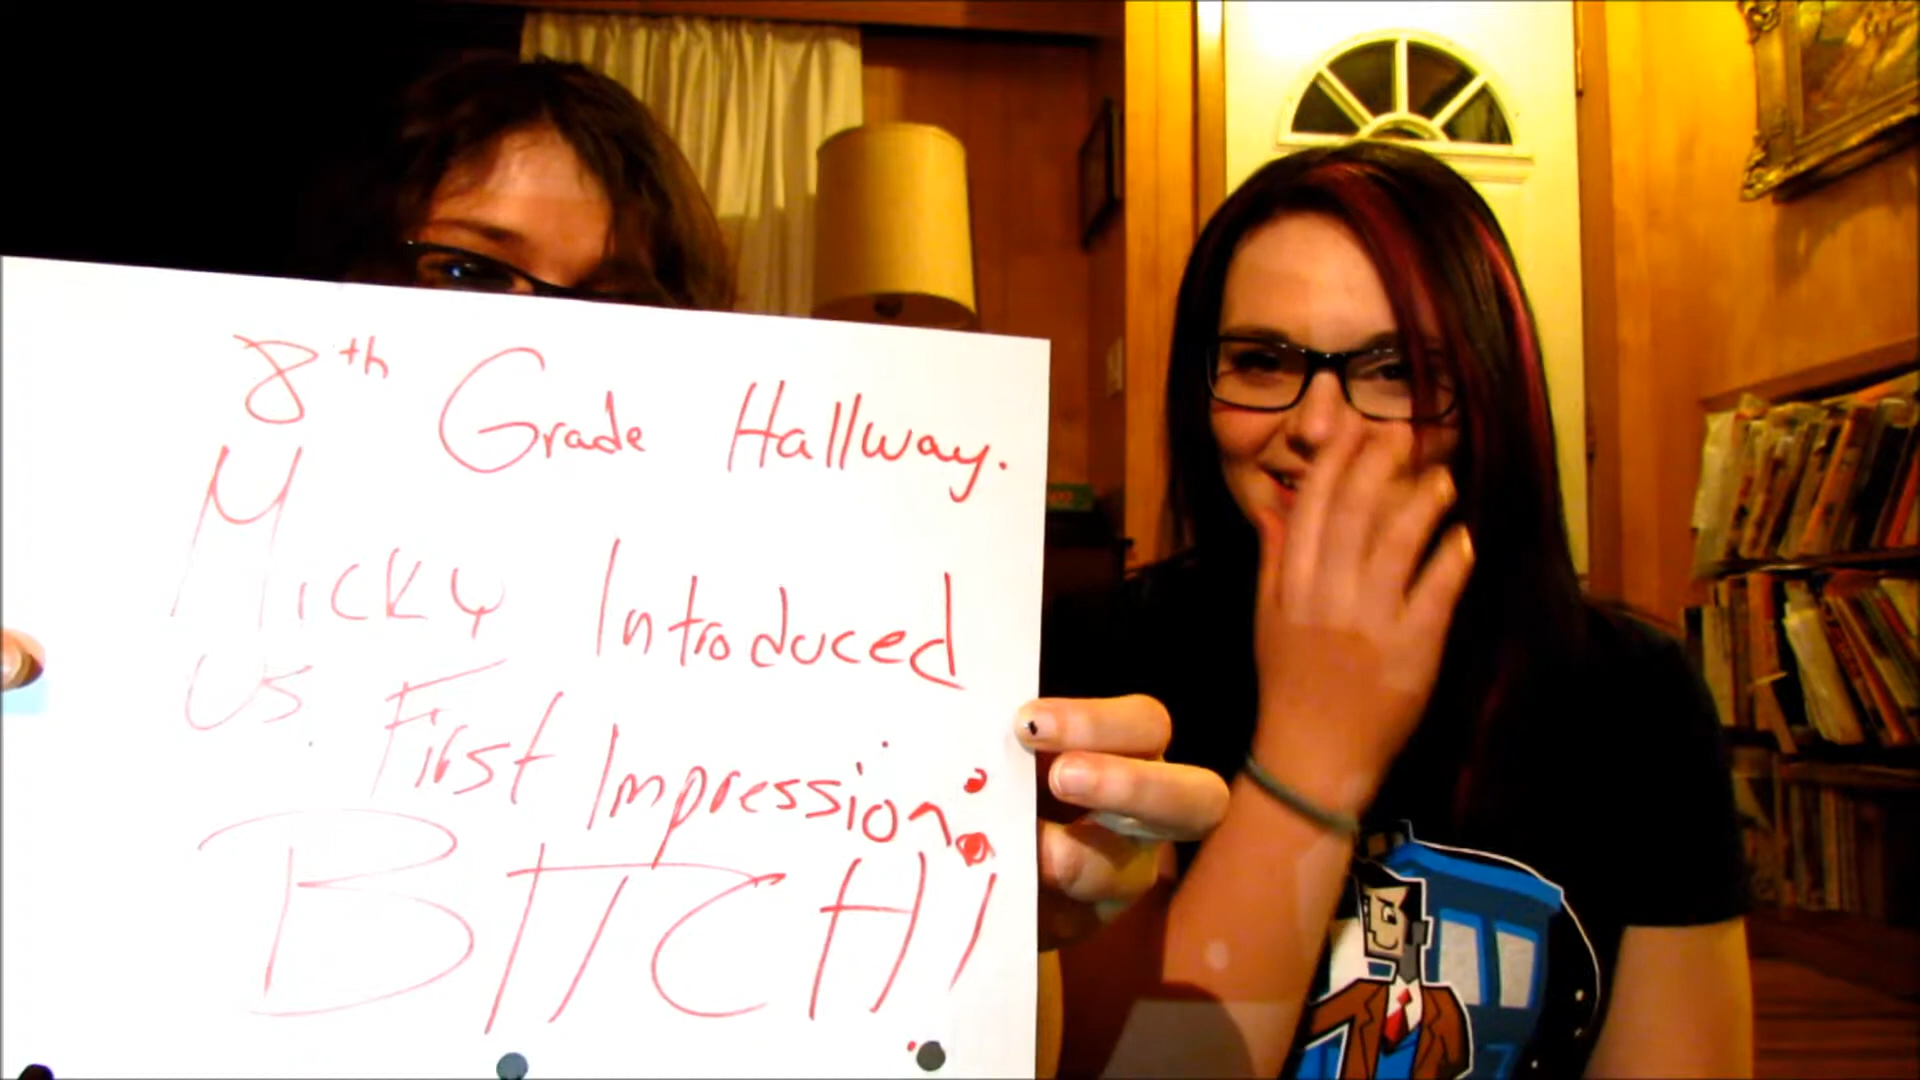 8th Grade Hallway.
Micky Introduced
us. First Impression:
BITCH!